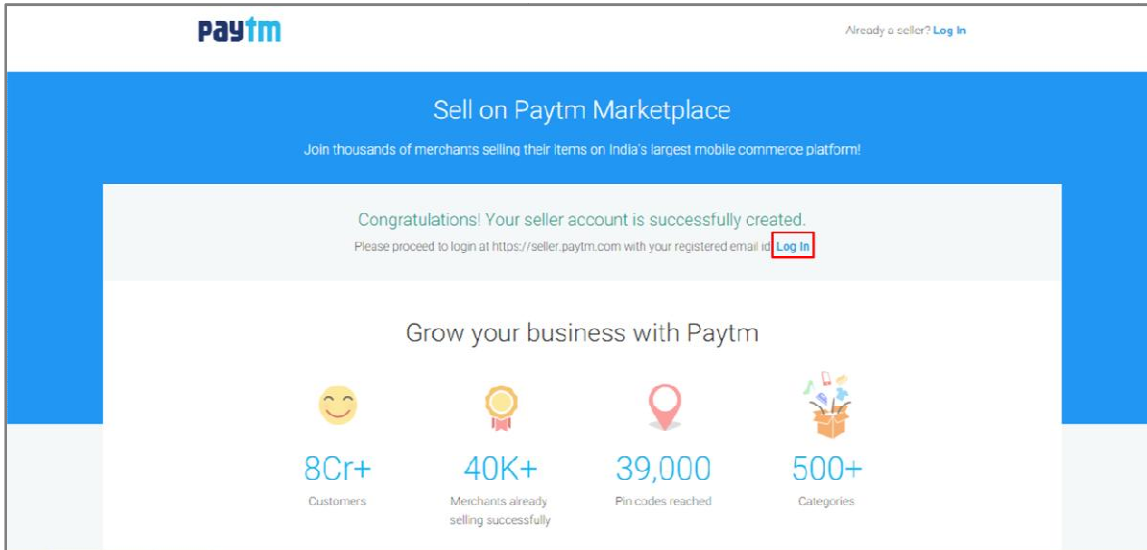 paytm
Already a seller? Log In
Sell on Paytm Marketplace
Join thousands of merchants selling their items on India's largest mobile commerce platform!
Congratulations! Your seller account is successfully created.
Please proceed to login at https://seller.paytm.com with your registered email id Log In
Grow your business with Paytm
8Cr+ 40K+ 39,000 500+
Customers Merchants already Pin codes reached Categories
selling successfully